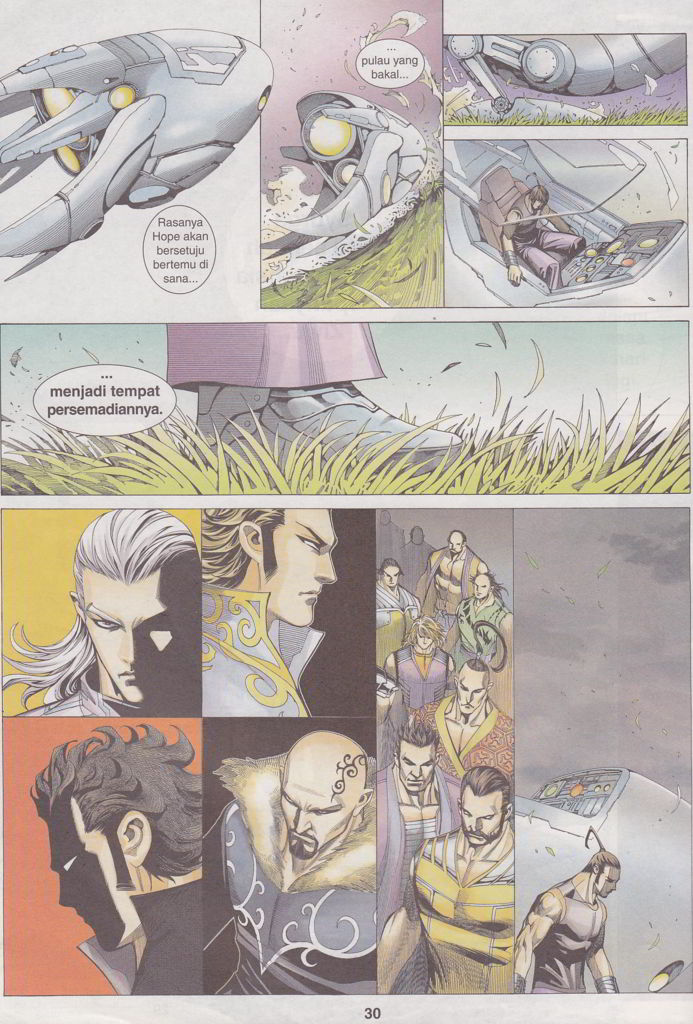 Rasanya
Hope akan
bersetuju
bertemu di
sana...
...
pulau yang
bakal...
...
menjadi tempat
persemadiannya.
30